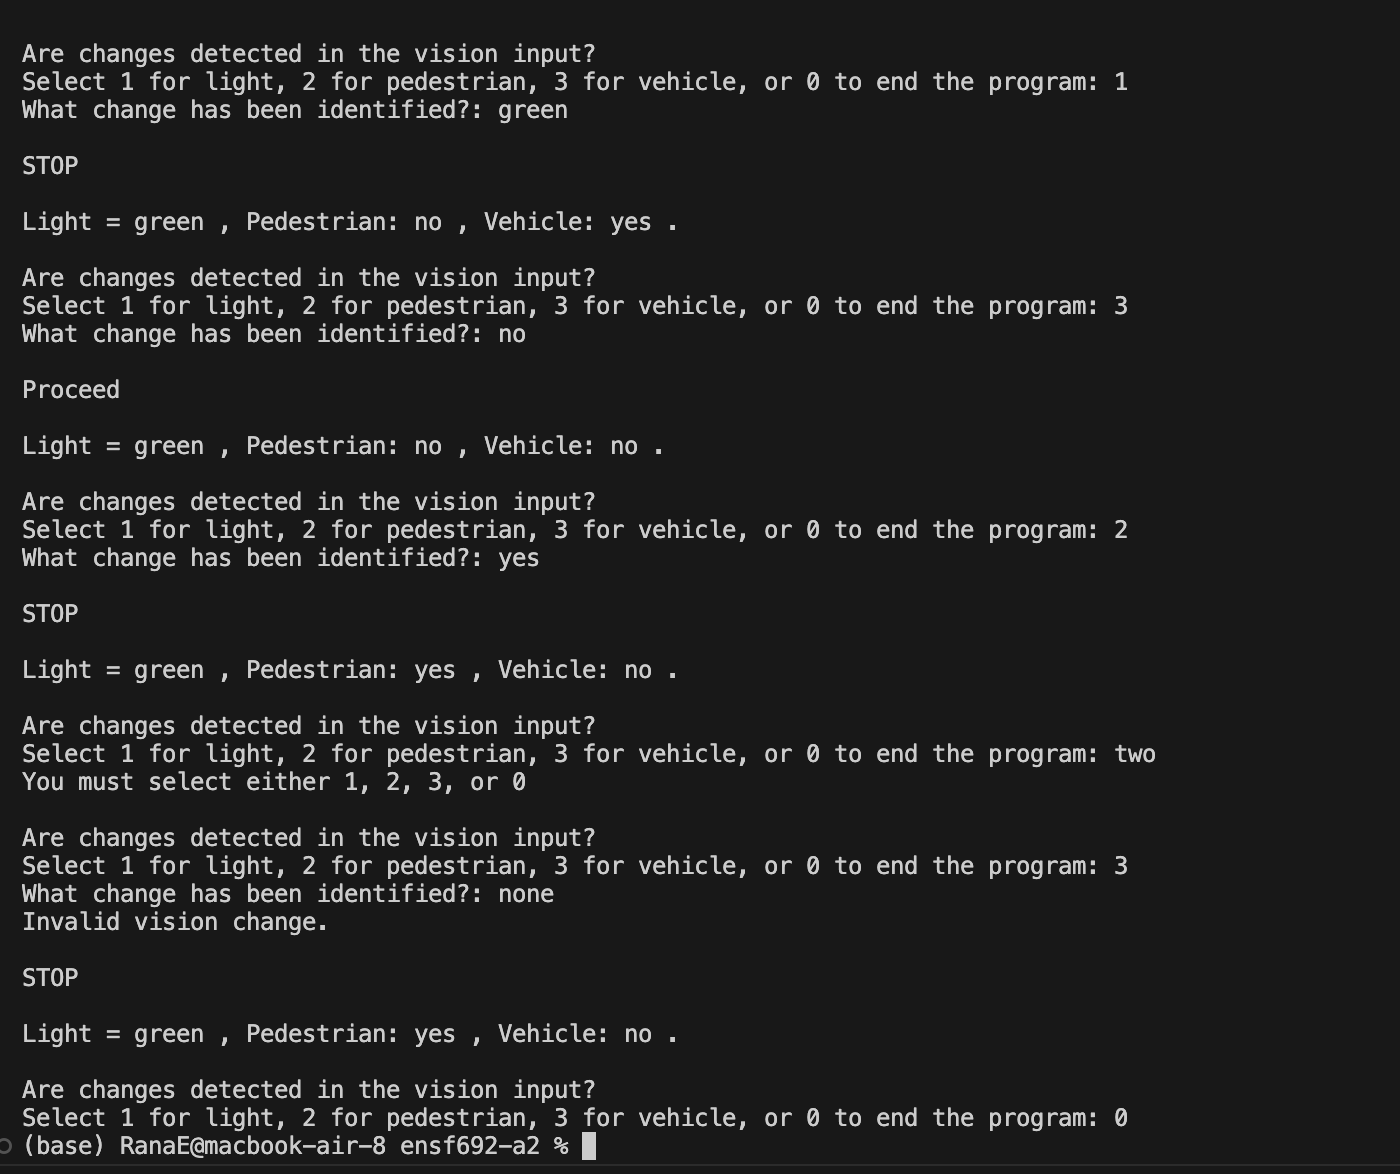 Are changes detected in the vision input?
Select 1 for light, 2 for pedestrian, 3 for vehicle, or 0 to end the program: 1
What change has been identified?: green
STOP
Light = green , Pedestrian: no , Vehicle: yes .
Are changes detected in the vision input?
Select 1 for light, 2 for pedestrian, 3 for vehicle, or 0 to end the program: 3
What change has been identified?: no
Proceed
Light = green , Pedestrian: no , Vehicle: no .
Are changes detected in the vision input?
Select 1 for light, 2 for pedestrian, 3 for vehicle, or 0 to end the program: 2
What change has been identified?: yes
STOP
Light = green , Pedestrian: yes , Vehicle: no .
Are changes detected in the vision input?
Select 1 for light, 2 for pedestrian, 3 for vehicle, or 0 to end the program: two
You must select either 1, 2, 3, or 0
Are changes detected in the vision input?
Select 1 for light, 2 for pedestrian, 3 for vehicle, or 0 to end the program: 3
What change has been identified?: none
Invalid vision change.
STOP
Light = green , Pedestrian: yes , Vehicle: no .
Are changes detected in the vision input?
Select 1 for light, 2 for pedestrian, 3 for vehicle, or 0 to end the program: 0
(base) RanaE@macbook-air-8 ensf692-a2 %